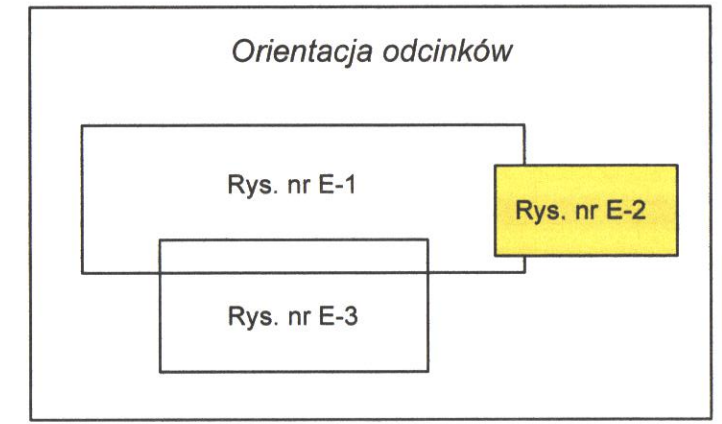 Orientacja odcinków
Rys. nr E-1
Rys. nr E-2
Rys. nr E-3